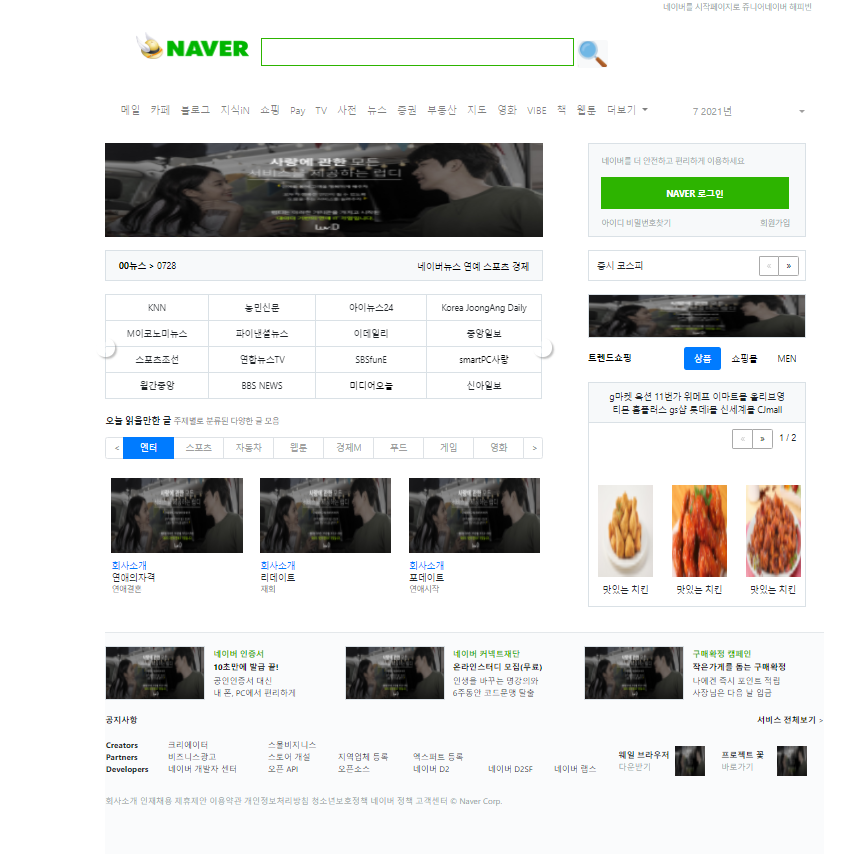 네이버를 시작페이지로 쥬니어네이버 해피빈
NAVER
메일 카페 블로그 지식iN 쇼핑 Pay TV 사전 뉴스 증권 부동산 지도 영화 VIBE 책 웹툰 더보기
7 2021년
사랑에 관한 모든
서비스를 제공하는 럽디
LuvD
네이버를 더 안전하고 편리하게 이용하세요
NAVER 로그인
아이디 비밀번호찾기 회원가입
00뉴스 > 0728 네이버뉴스 연예 스포츠 경제
증시 코스피 « »
KNN 농민신문 아이뉴스24 Korea JoongAng Daily
M이코노미뉴스 파이낸셜뉴스 이데일리 중앙일보
스포츠조선 연합뉴스TV SBSfunE smartPC사랑
월간중앙 BBS NEWS 미디어오늘 신아일보
트렌드쇼핑 상품 쇼핑몰 MEN
g마켓 옥션 11번가 위메프 이마트몰 올리브영
티몬 홈플러스 gs샵 롯데몰 신세계몰 CJmall
« » 1 / 2
맛있는 치킨 맛있는 치킨 맛있는 치킨
오늘 읽을만한 글 주제별로 분류된 다양한 글 모음
< 엔터 스포츠 자동차 웹툰 경제M 푸드 게임 영화 >
회사소개 회사소개 회사소개
연애의자격 리데이트 포데이트
연애결혼 재회 연애시작
네이버 인증서
10초만에 발급 끝!
공인인증서 대신
내 폰, PC에서 편리하게
네이버 커넥트재단
온라인스터디 모집(무료)
인생을 바꾸는 명강의와
6주동안 코드문맹 탈출
구매확정 캠페인
작은가게를 돕는 구매확정
나에겐 즉시 포인트 적립
사장님은 다음 날 입금
공지사항 서비스 전체보기 >
Creators 크리에이터 스몰비지니스
Partners 비즈니스광고 스토어 개설 지역업체 등록 엑스퍼트 등록
Developers 네이버 개발자 센터 오픈 API 오픈소스 네이버 D2 네이버 D2SF 네이버 랩스
웨일 브라우저
다운받기
프로젝트 꽃
바로가기
회사소개 인재채용 제휴제안 이용약관 개인정보처리방침 청소년보호정책 네이버 정책 고객센터 © Naver Corp.